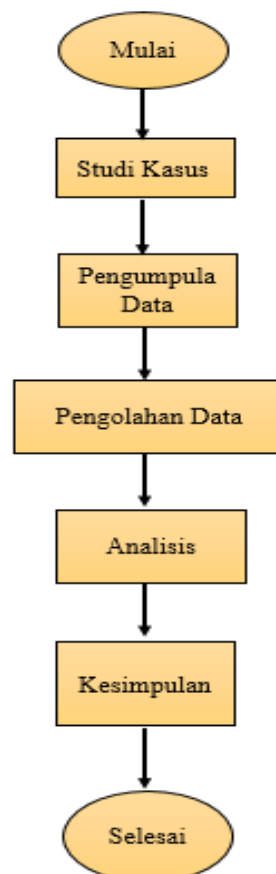 Mulai
Studi Kasus
Pengumpula
Data
Pengolahan Data
Analisis
Kesimpulan
Selesai